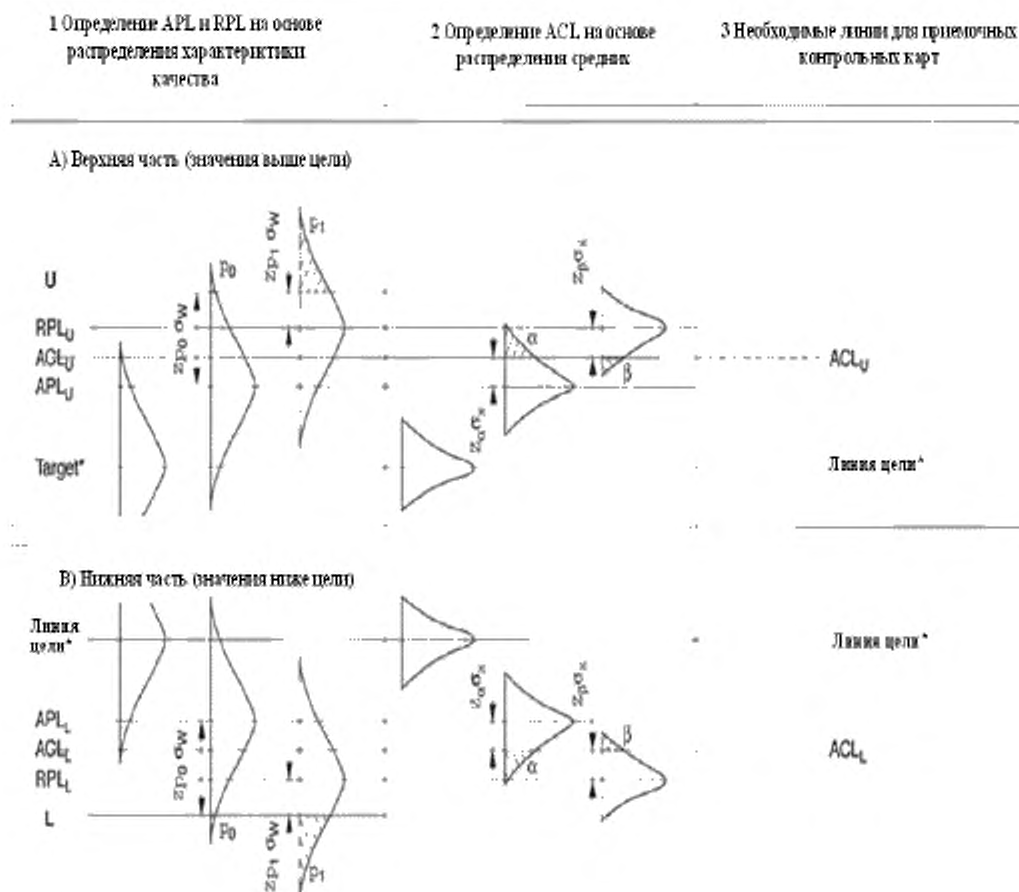 1 Определение APL и RPL на основе
распределения характеристики
качества
2 Определение ACL на основе
распределения средних
3 Необходимые линии для приемочных
контрольных карт
A) Верхняя часть (значения выше цели)
U
RPLU
ACLU
APLU
Target*
P0
zP0 σW
zP1 σW
P1
zασx̄
α
zβσx̄
β
ACLU
Линия цели*
B) Нижняя часть (значения ниже цели)
Линия
цели*
APLL
ACLL
RPLL
L
zP0 σW
P0
zP1 σW
P1
zασx̄
α
zβσx̄
β
Линия цели*
ACLL